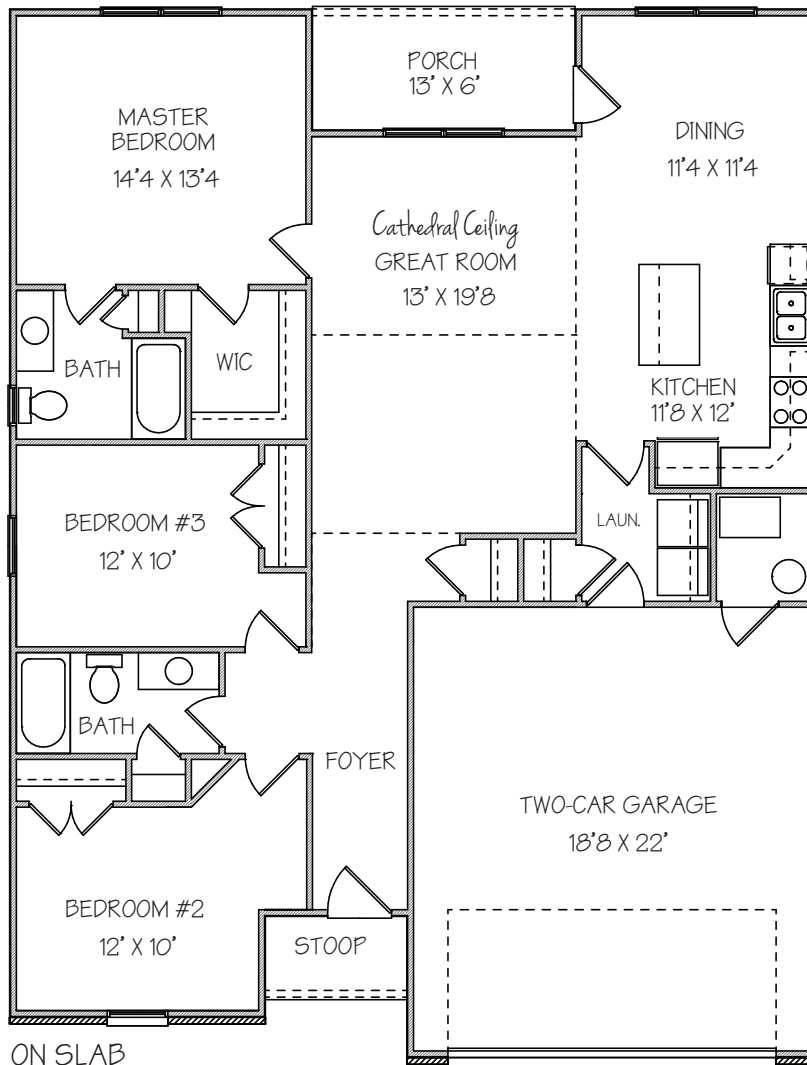 PORCH
13' X 6'
MASTER
BEDROOM
14'4 X 13'4
DINING
11'4 X 11'4
Cathedral Ceiling
GREAT ROOM
13' X 19'8
BATH
WIC
KITCHEN
11'8 X 12'
BEDROOM #3
12' X 10'
LAUN.
BATH
FOYER
TWO-CAR GARAGE
18'8 X 22'
BEDROOM #2
12' X 10'
STOOP
ON SLAB